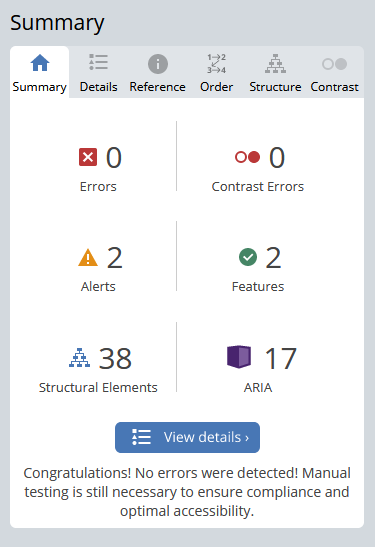 Summary
Summary Details Reference Order Structure Contrast
0 0
Errors Contrast Errors
2 2
Alerts Features
38 17
Structural Elements ARIA
View details ›
Congratulations! No errors were detected! Manual
testing is still necessary to ensure compliance and
optimal accessibility.